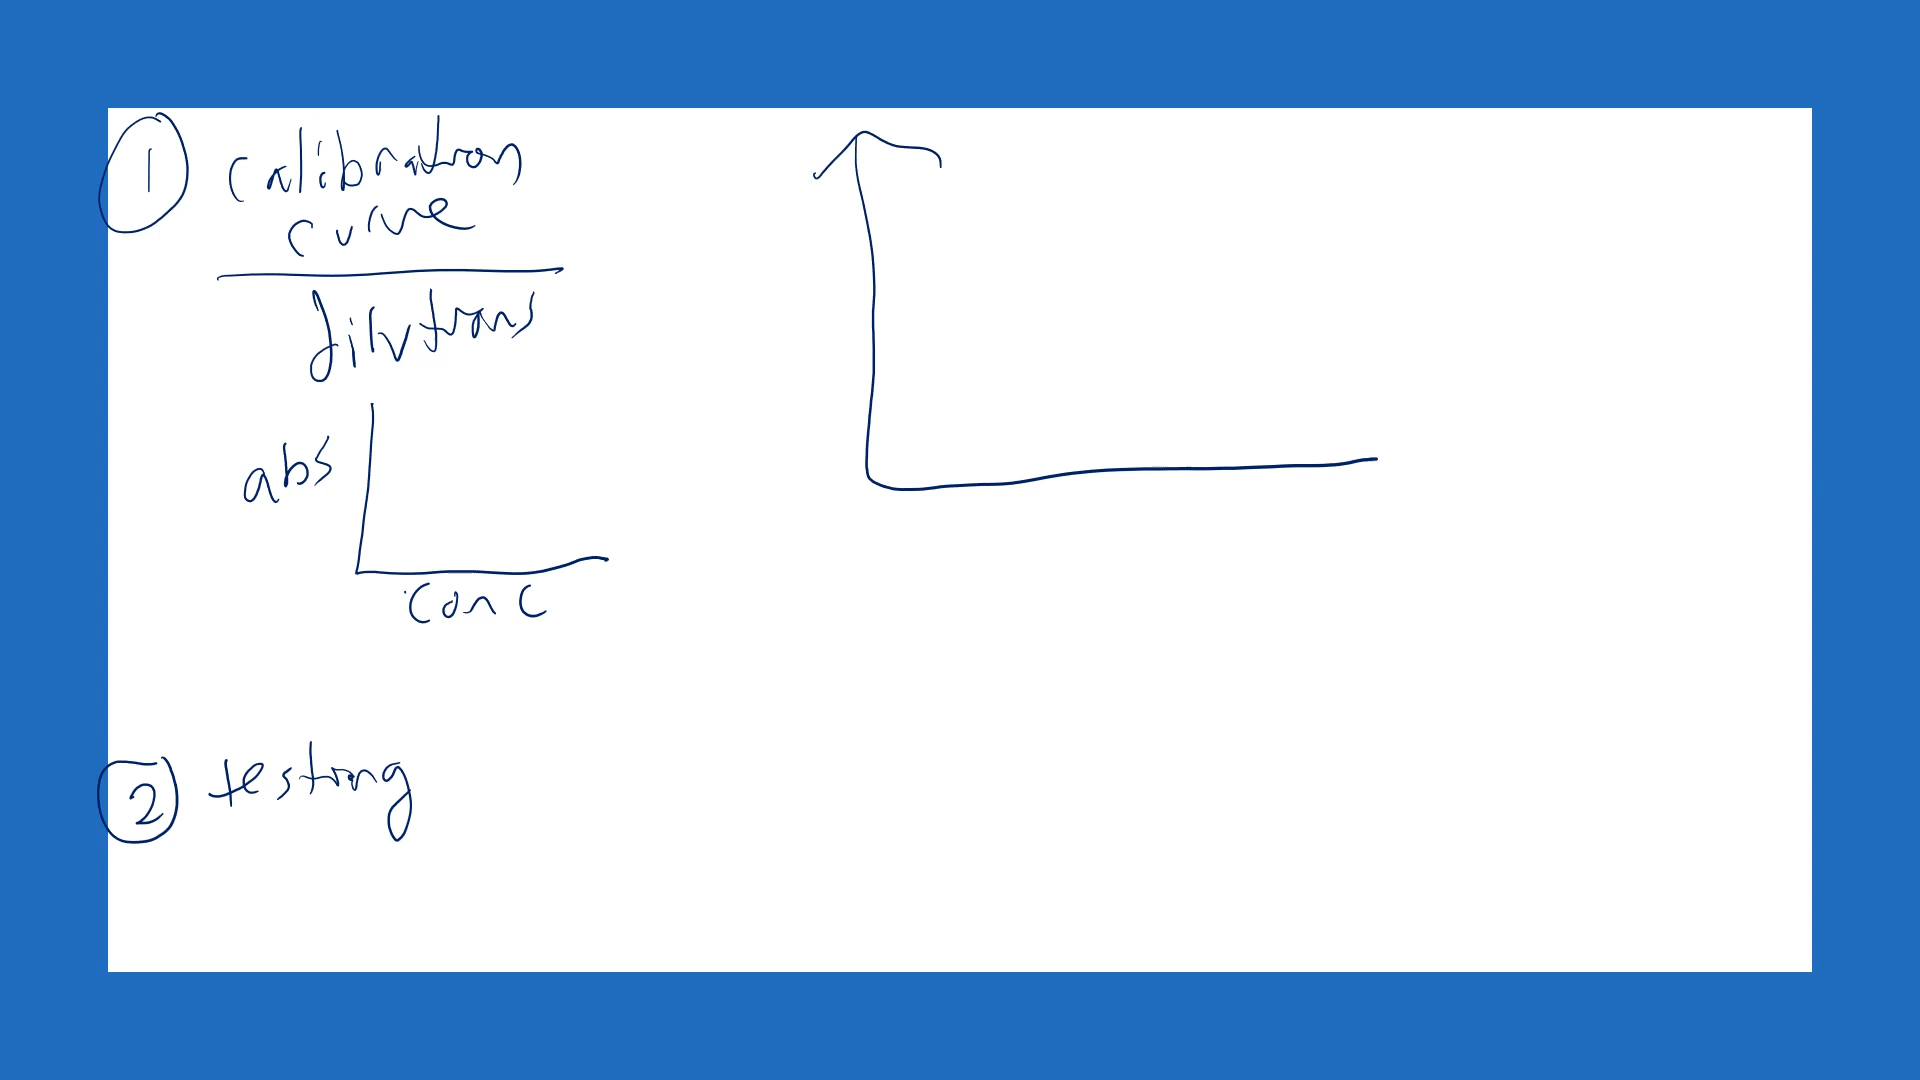 1 calibration
curve
dilutions
abs
conc
2 testing